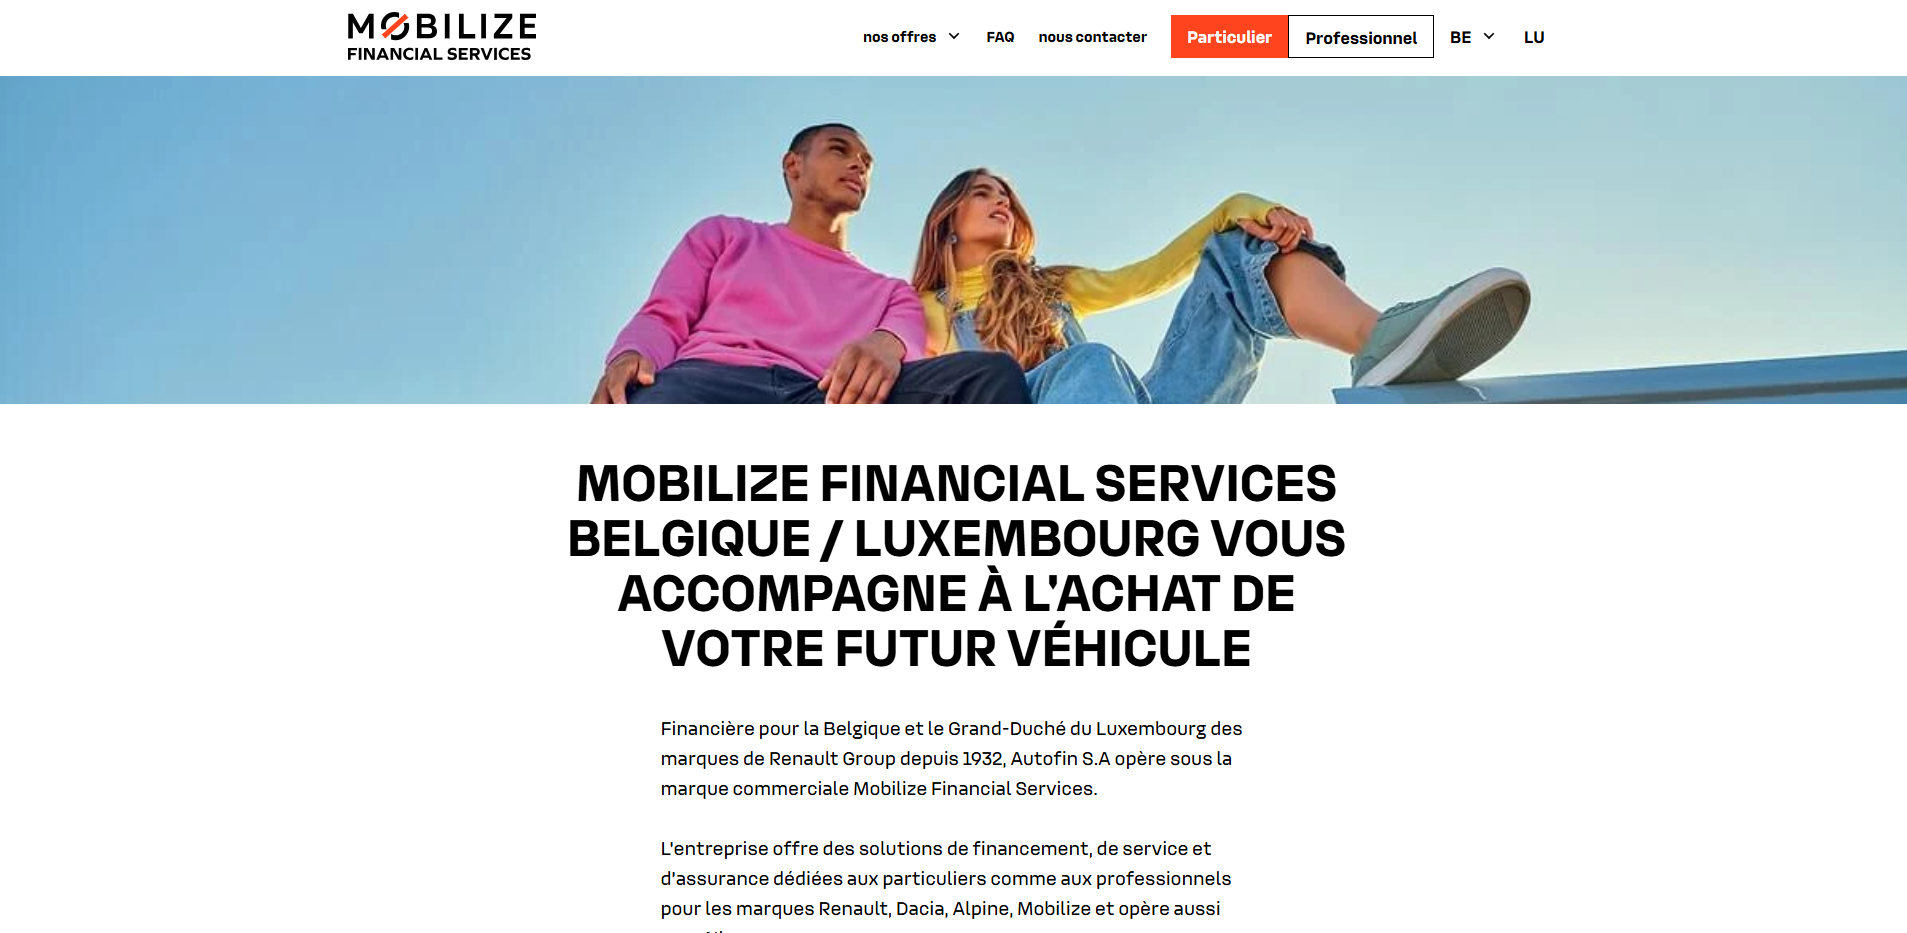 MOBILIZE
FINANCIAL SERVICES
nos offres
FAQ
nous contacter
Particulier
Professionnel
BE
LU
MOBILIZE FINANCIAL SERVICES
BELGIQUE / LUXEMBOURG VOUS
ACCOMPAGNE À L'ACHAT DE
VOTRE FUTUR VÉHICULE
Financière pour la Belgique et le Grand-Duché du Luxembourg des
marques de Renault Group depuis 1932, Autofin S.A opère sous la
marque commerciale Mobilize Financial Services.
L'entreprise offre des solutions de financement, de service et
d'assurance dédiées aux particuliers comme aux professionnels
pour les marques Renault, Dacia, Alpine, Mobilize et opère aussi